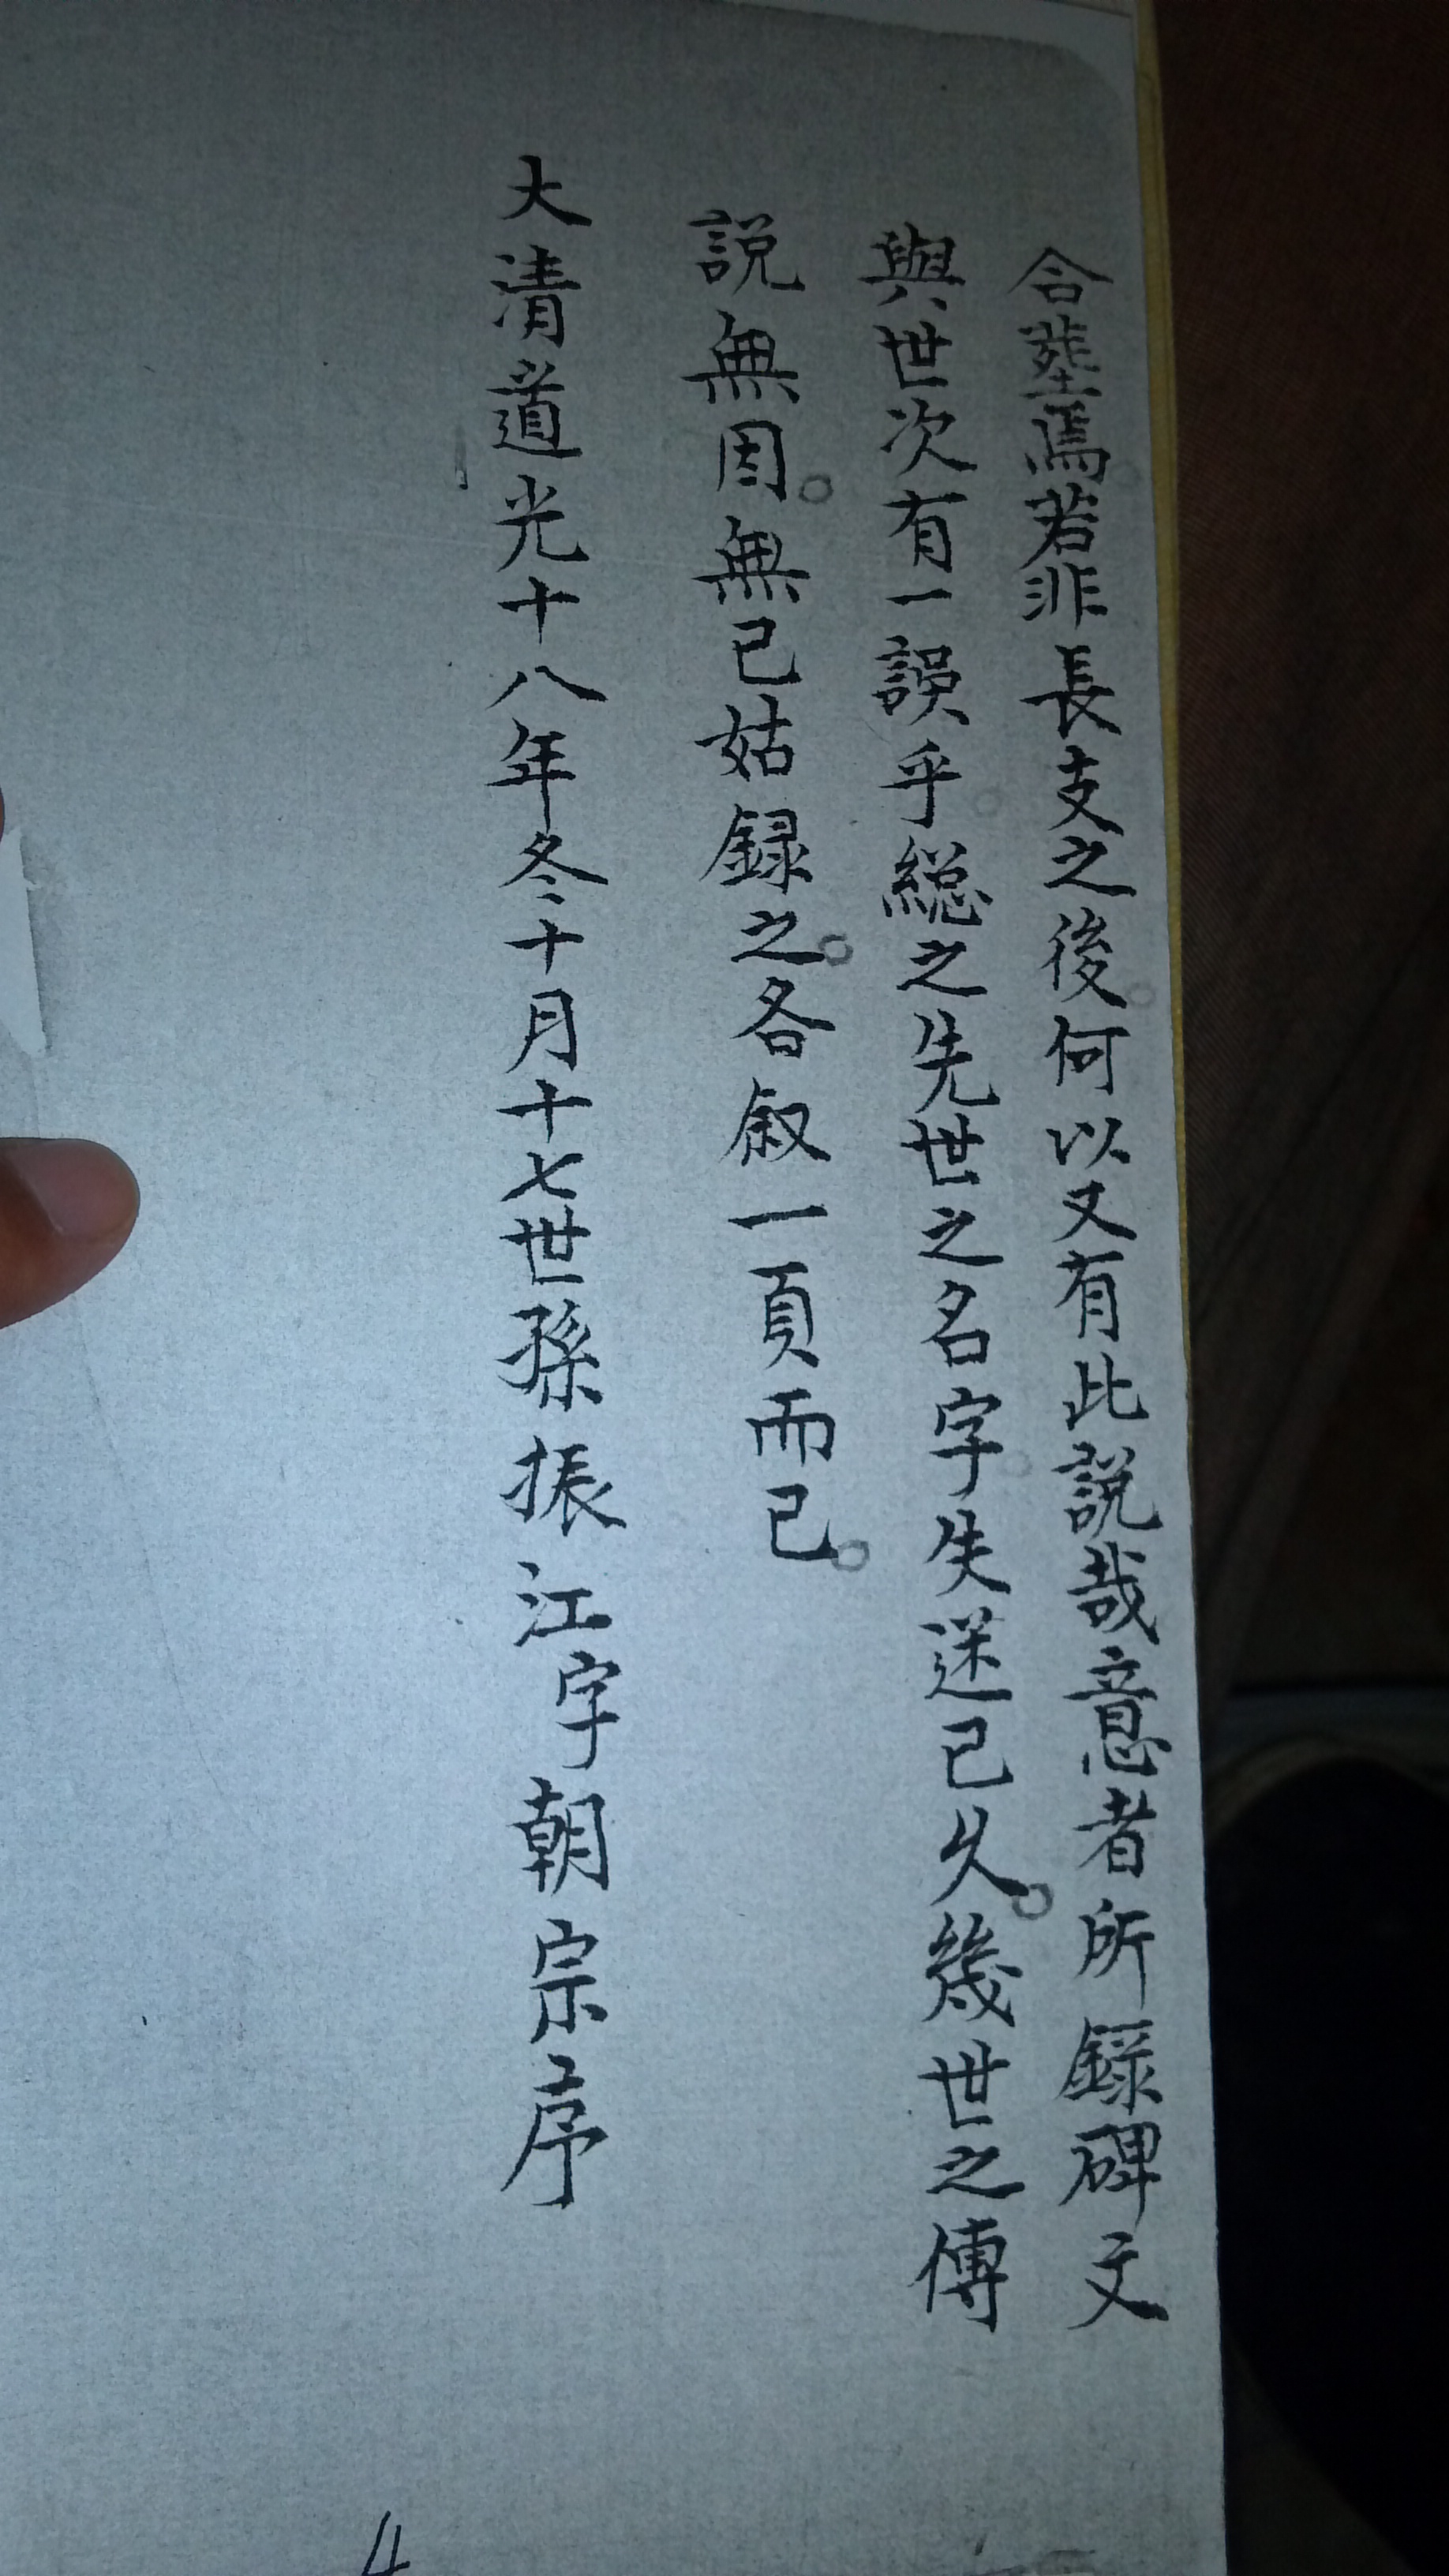 合塟焉若非長支之後何以又有此說哉意者所錄碑文
與世次有一誤乎総之先世之名字失迷已久。幾世之傳
說無因。無已姑録之。各叙一頁而已。
大清道光十八年冬十月十七世孫振江字朝宗序
4